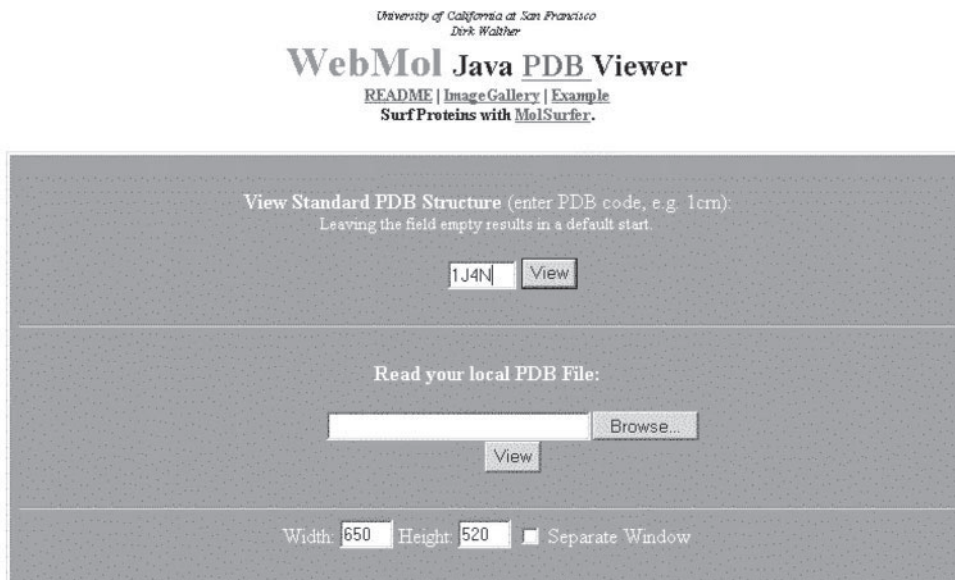 University of California at San Francisco
Dirk Walther
WebMol Java PDB Viewer
README | ImageGallery | Example
Surf Proteins with MolSurfer.
View Standard PDB Structure (enter PDB code, e.g. 1crn):
Leaving the field empty results in a default start.
1J4N View
Read your local PDB File:
Browse...
View
Width: 650 Height: 520 Separate Window